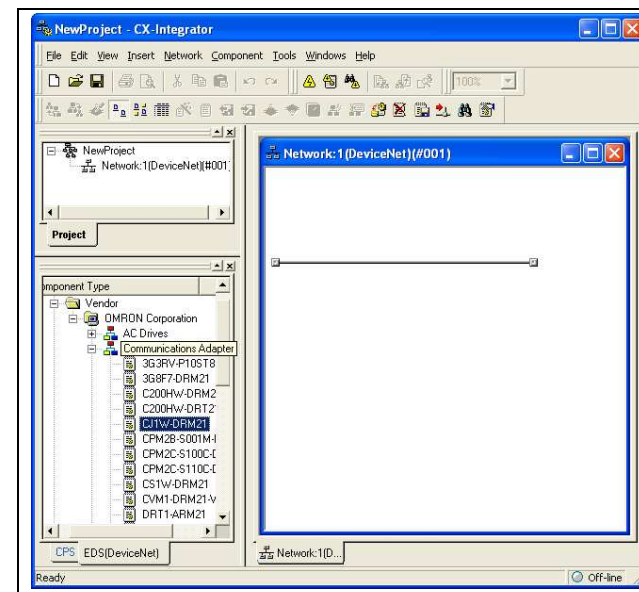 NewProject - CX-Integrator
File Edit View Insert Network Component Tools Windows Help
100%
NewProject
Network:1(DeviceNet)(#001)
Project
Network:1(DeviceNet)(#001)
omponent Type
Vendor
OMRON Corporation
AC Drives
Communications Adapter
3G3RV-P10ST8
3G8F7-DRM21
C200HW-DRM2
C200HW-DRT2
CJ1W-DRM21
CPM2B-S001M-
CPM2C-S100C-
CPM2C-S110C-
CS1W-DRM21
CVM1-DRM21-V
DRT1-ARM21
CPS EDS(DeviceNet)
Network:1(D...
Ready Off-line